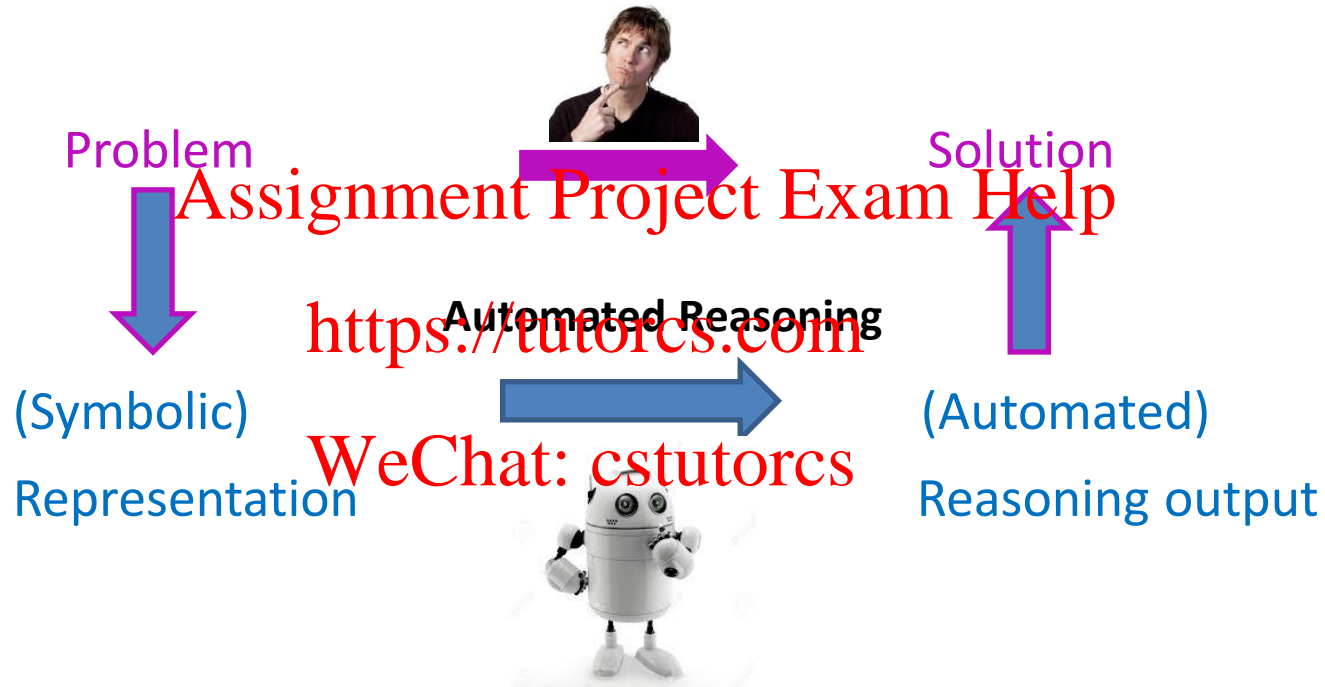 Problem
Solution
Assignment Project Exam Help
Automated Reasoning
https://tutorcs.com
(Symbolic)
(Automated)
WeChat: cstutorcs
Representation
Reasoning output